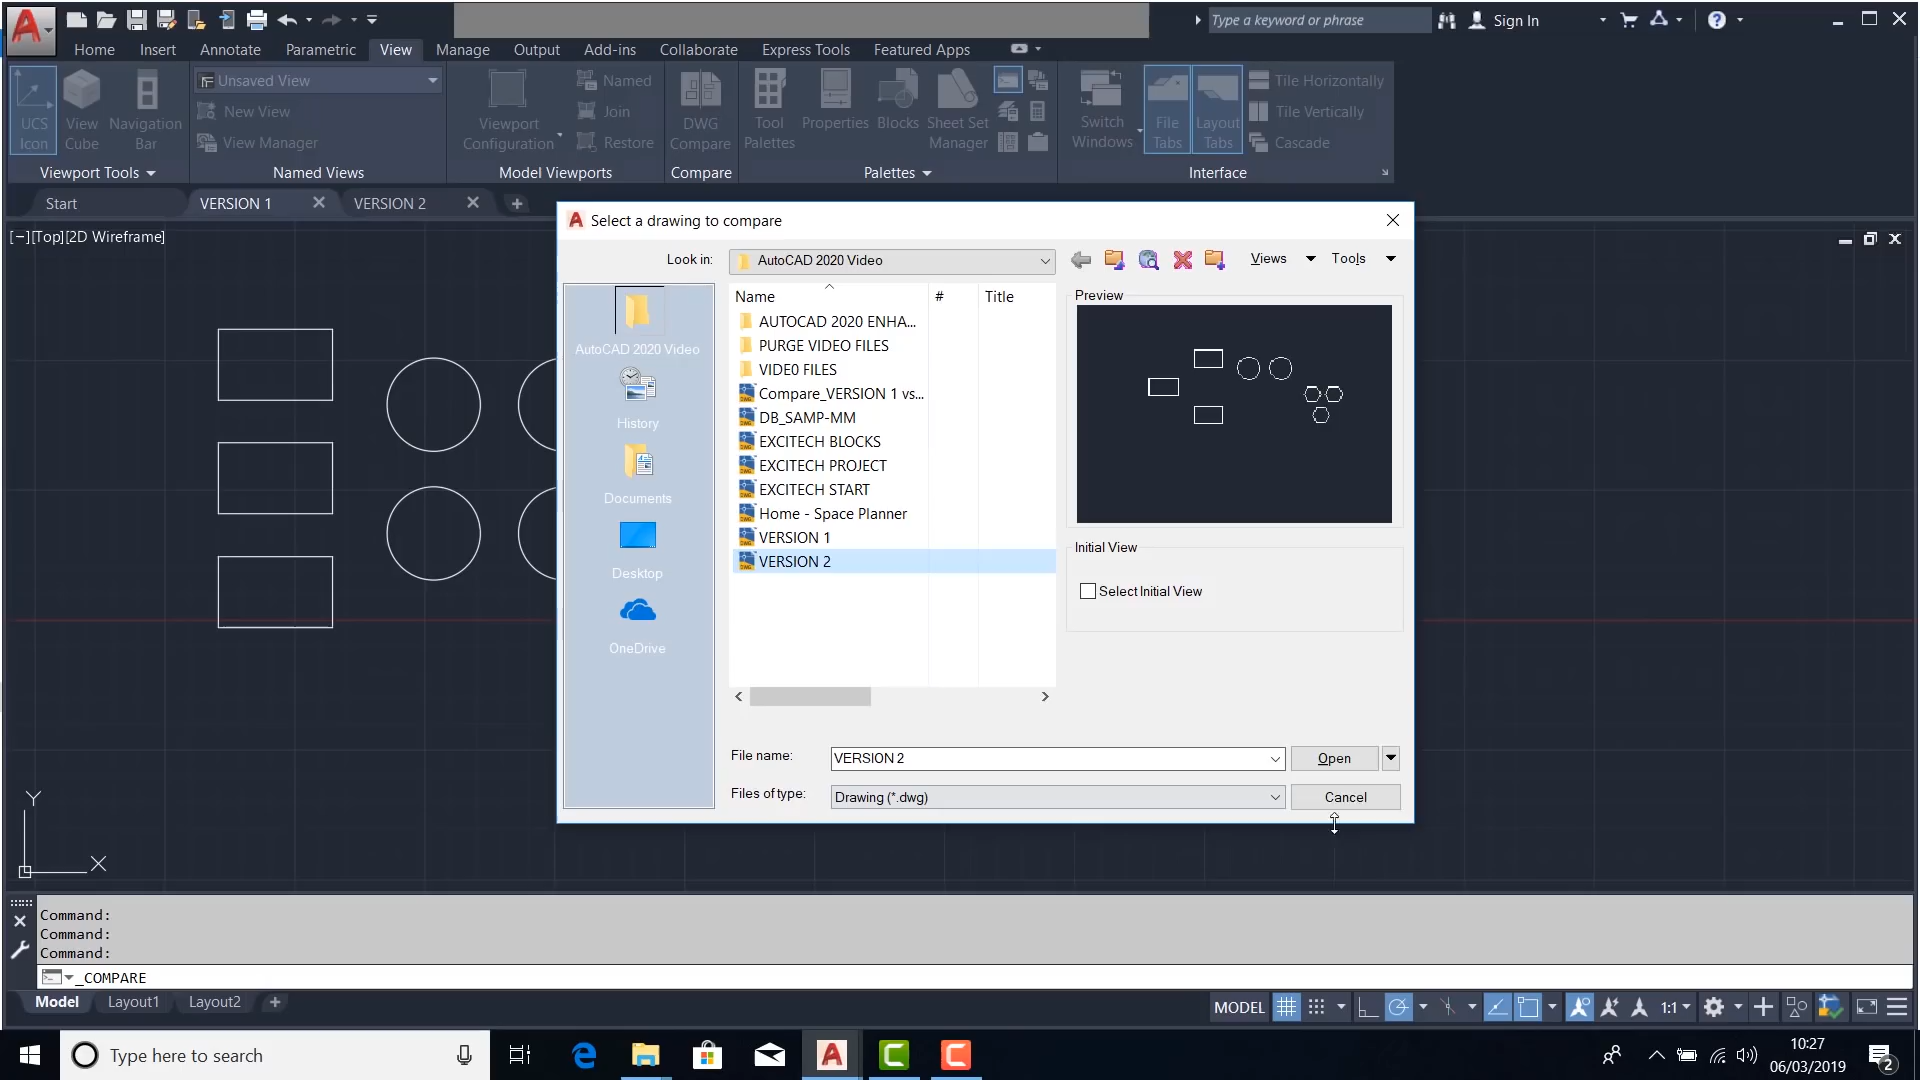 Type a keyword or phrase
Sign In
Home Insert Annotate Parametric View Manage Output Add-ins Collaborate Express Tools Featured Apps
UCS
Icon
View
Cube
Navigation
Bar
Viewport Tools
Unsaved View
New View
View Manager
Named Views
Viewport
Configuration
Named
Join
Restore
Model Viewports
DWG
Compare
Compare
Tool
Palettes
Properties
Blocks
Sheet Set
Manager
Palettes
Switch
Windows
File
Tabs
Layout
Tabs
Tile Horizontally
Tile Vertically
Cascade
Interface
Start VERSION 1 VERSION 2
[−][Top][2D Wireframe]
Select a drawing to compare
Look in: AutoCAD 2020 Video Views Tools
AutoCAD 2020 Video
History
Documents
Desktop
OneDrive
Name # Title
AUTOCAD 2020 ENHA...
PURGE VIDEO FILES
VIDE0 FILES
Compare_VERSION 1 vs...
DB_SAMP-MM
EXCITECH BLOCKS
EXCITECH PROJECT
EXCITECH START
Home - Space Planner
VERSION 1
VERSION 2
Preview
Initial View
Select Initial View
File name: VERSION 2 Open
Files of type: Drawing (*.dwg) Cancel
Y
X
Command:
Command:
Command:
_COMPARE
Model Layout1 Layout2
MODEL 1:1
Type here to search
10:27
06/03/2019
2